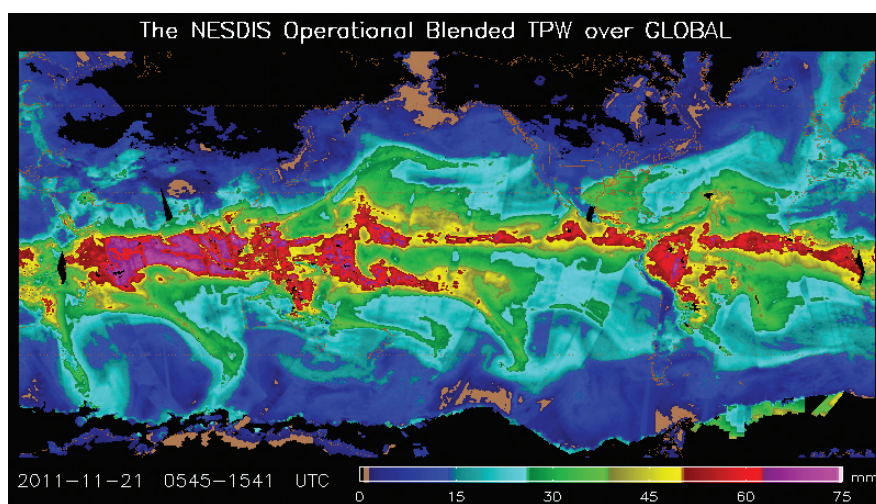 The NESDIS Operational Blended TPW over GLOBAL
2011-11-21 0545-1541 UTC
mm
0 15 30 45 60 75